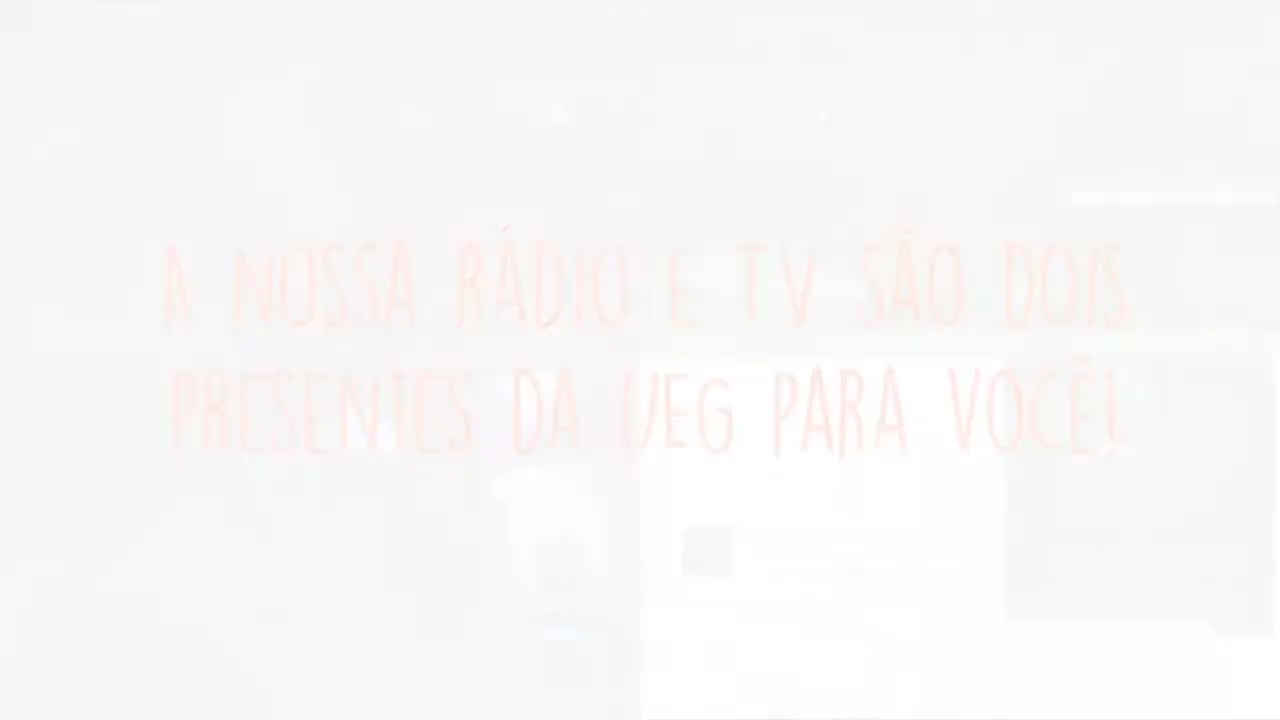 A NOSSA RÁDIO E TV SÃO DOIS
PRESENTES DA UEG PARA VOCÊ!